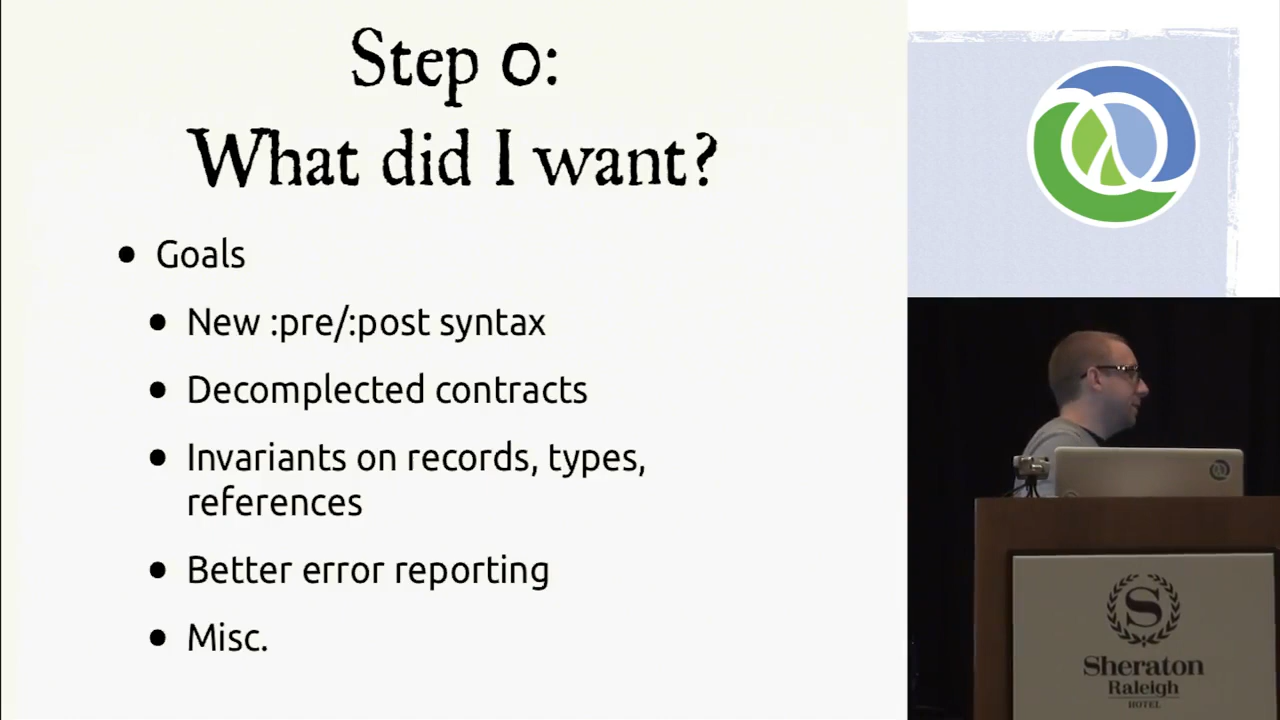 Step 0:
What did I want?
• Goals
• New :pre/:post syntax
• Decomplected contracts
• Invariants on records, types,
references
• Better error reporting
• Misc.
S
Sheraton
Raleigh
HOTEL